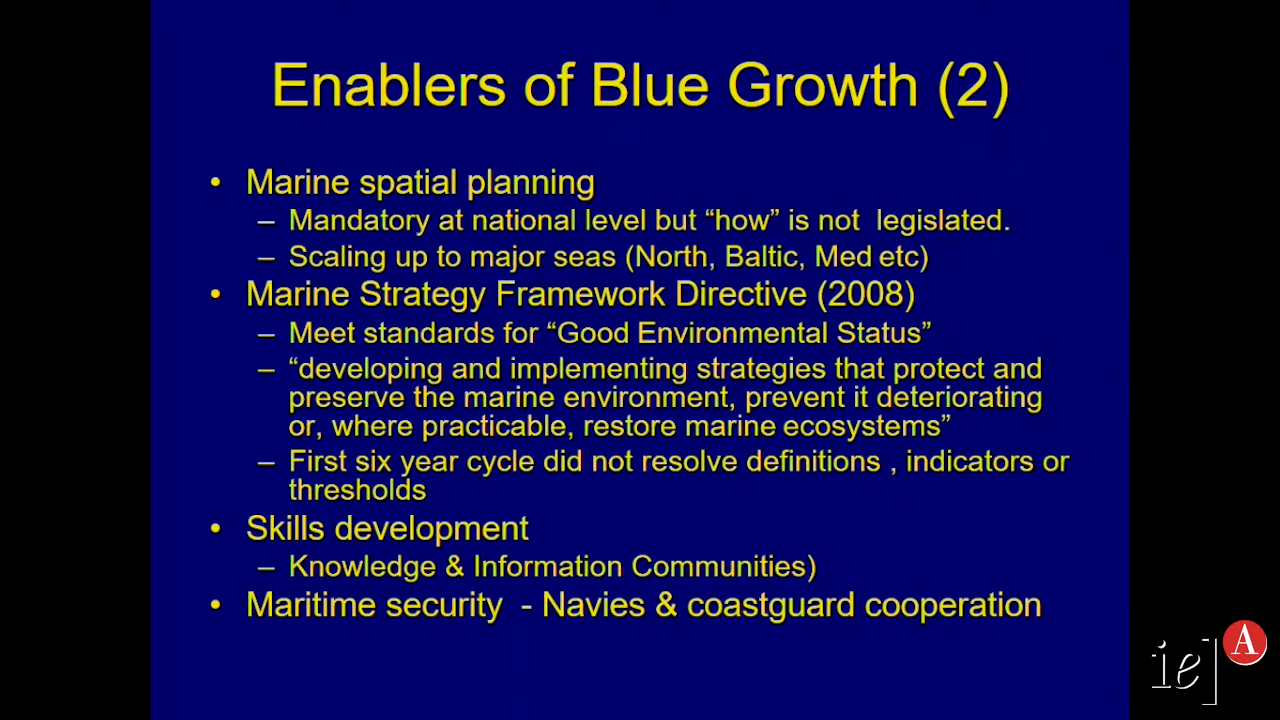 Enablers of Blue Growth (2)
• Marine spatial planning
– Mandatory at national level but “how” is not legislated.
– Scaling up to major seas (North, Baltic, Med etc)
• Marine Strategy Framework Directive (2008)
– Meet standards for “Good Environmental Status”
– “developing and implementing strategies that protect and
preserve the marine environment, prevent it deteriorating
or, where practicable, restore marine ecosystems”
– First six year cycle did not resolve definitions , indicators or
thresholds
• Skills development
– Knowledge & Information Communities)
• Maritime security - Navies & coastguard cooperation
ie]
A